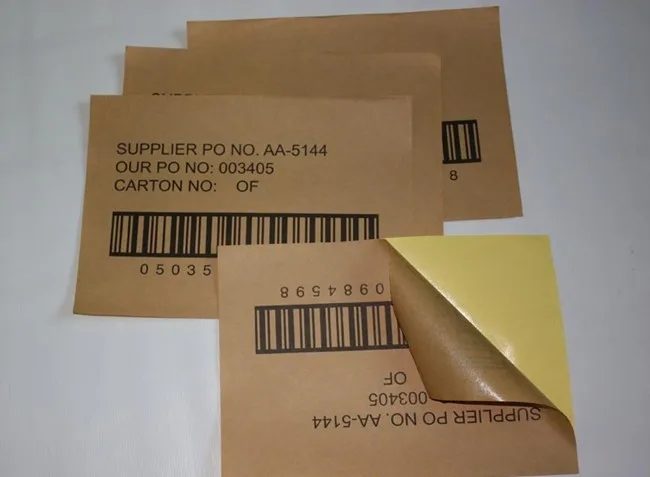 SUPPLIER PO NO. AA-5144
OUR PO NO: 003405
CARTON NO: OF
05035
8
SUPPLIER PO NO. AA-5144
003405
OF
0984598